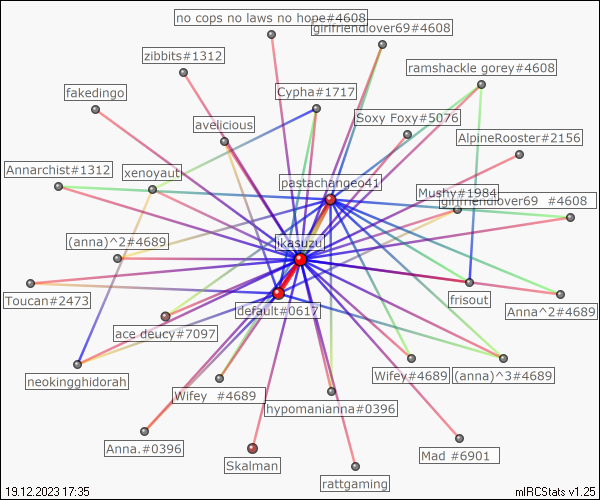 no cops no laws no hope#4608
girlfriendlover69#4608
zibbits#1312
ramshackle gorey#4608
fakedingo
Cypha#1717
Soxy Foxy#5076
avelicious
AlpineRooster#2156
Annarchist#1312
xenoyaut
pastachangeo41
Mushy#1984
girlfriendlover69 #4608
(anna)^2#4689
ikasuzu
Toucan#2473
default#0617
frisout
Anna^2#4689
ace deucy#7097
neokingghidorah
Wifey #4689
hypomanianna#0396
Wifey#4689
(anna)^3#4689
Anna.#0396
Skalman
rattgaming
Mad #6901
19.12.2023 17:35
mIRCStats v1.25